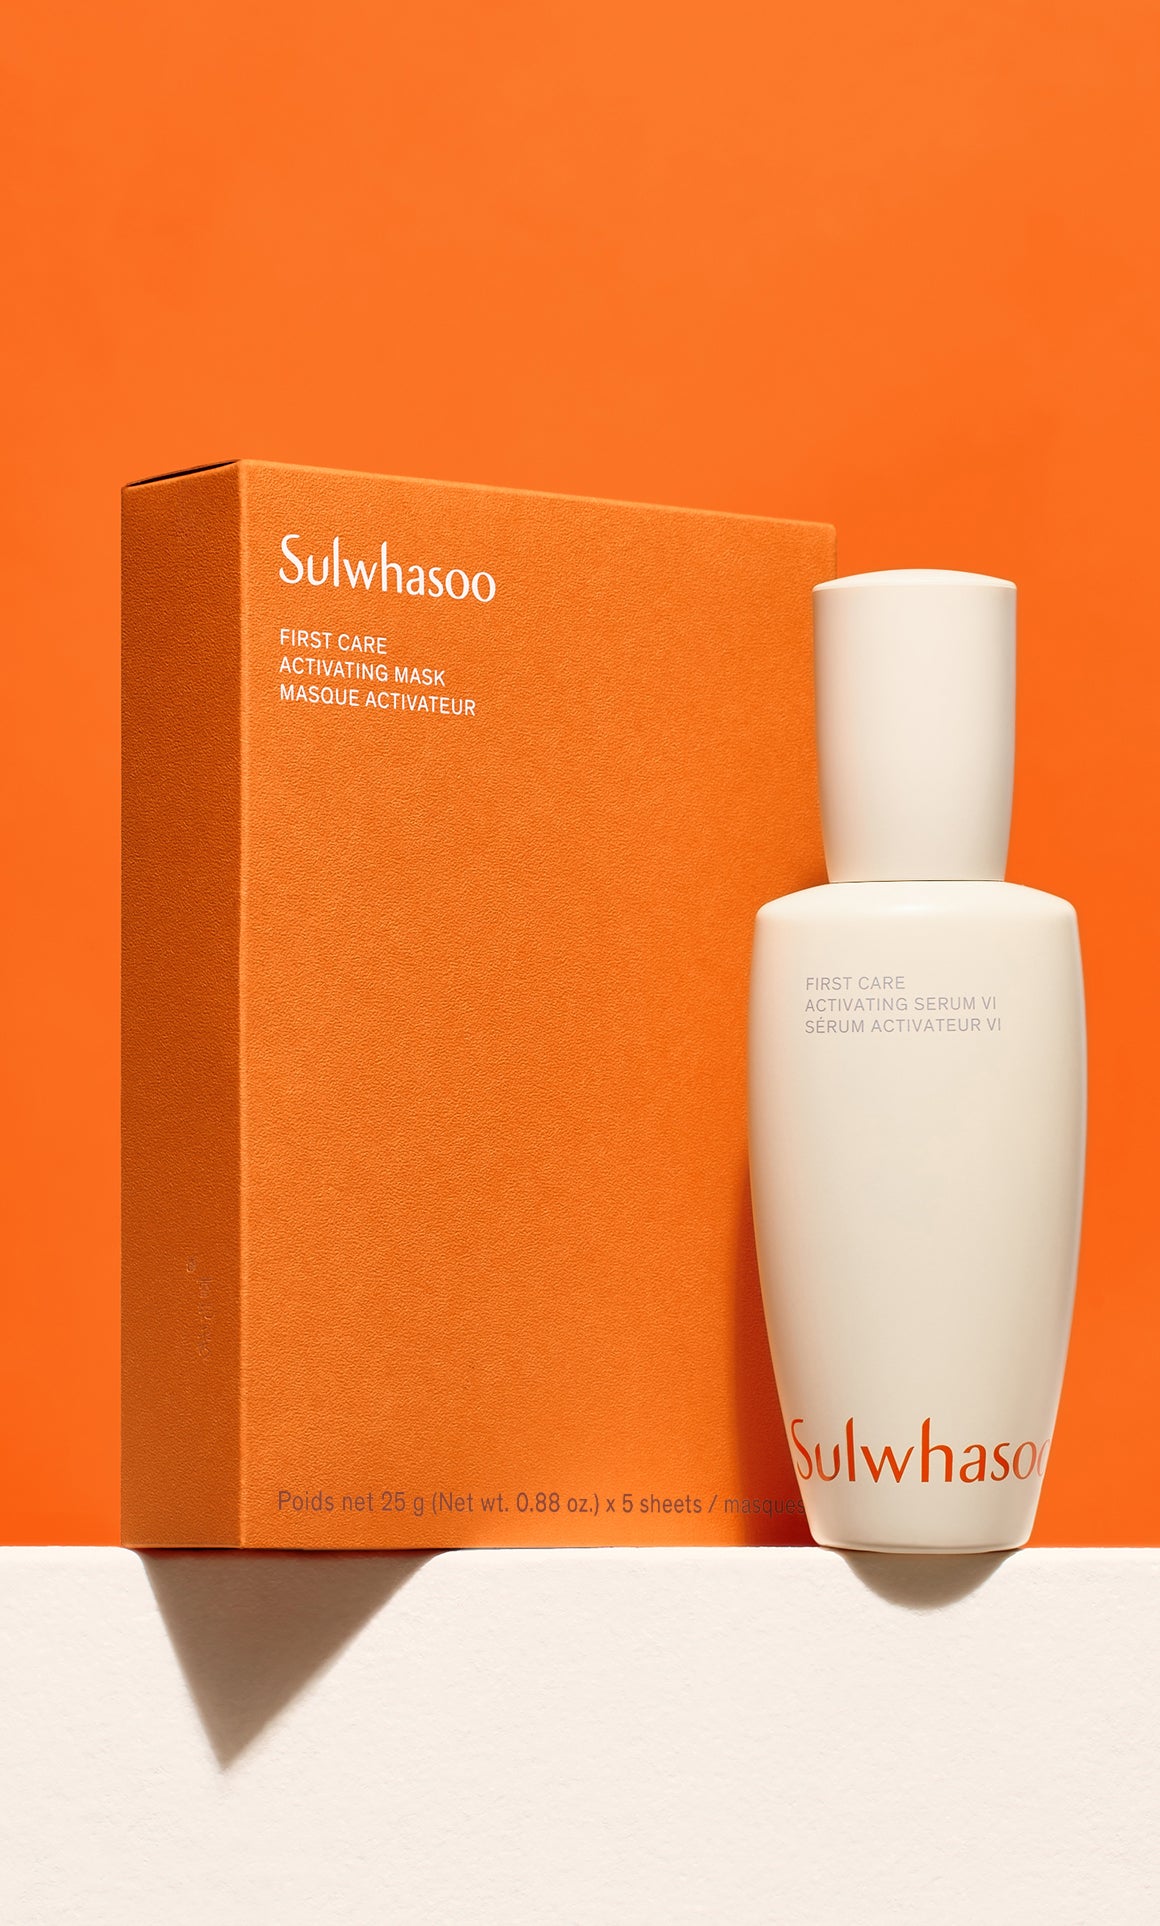 Sulwhasoo
FIRST CARE
ACTIVATING MASK
MASQUE ACTIVATEUR
Poids net 25 g (Net wt. 0.88 oz.) x 5 sheets / masques
FIRST CARE
ACTIVATING SERUM VI
SÉRUM ACTIVATEUR VI
Sulwhasoo